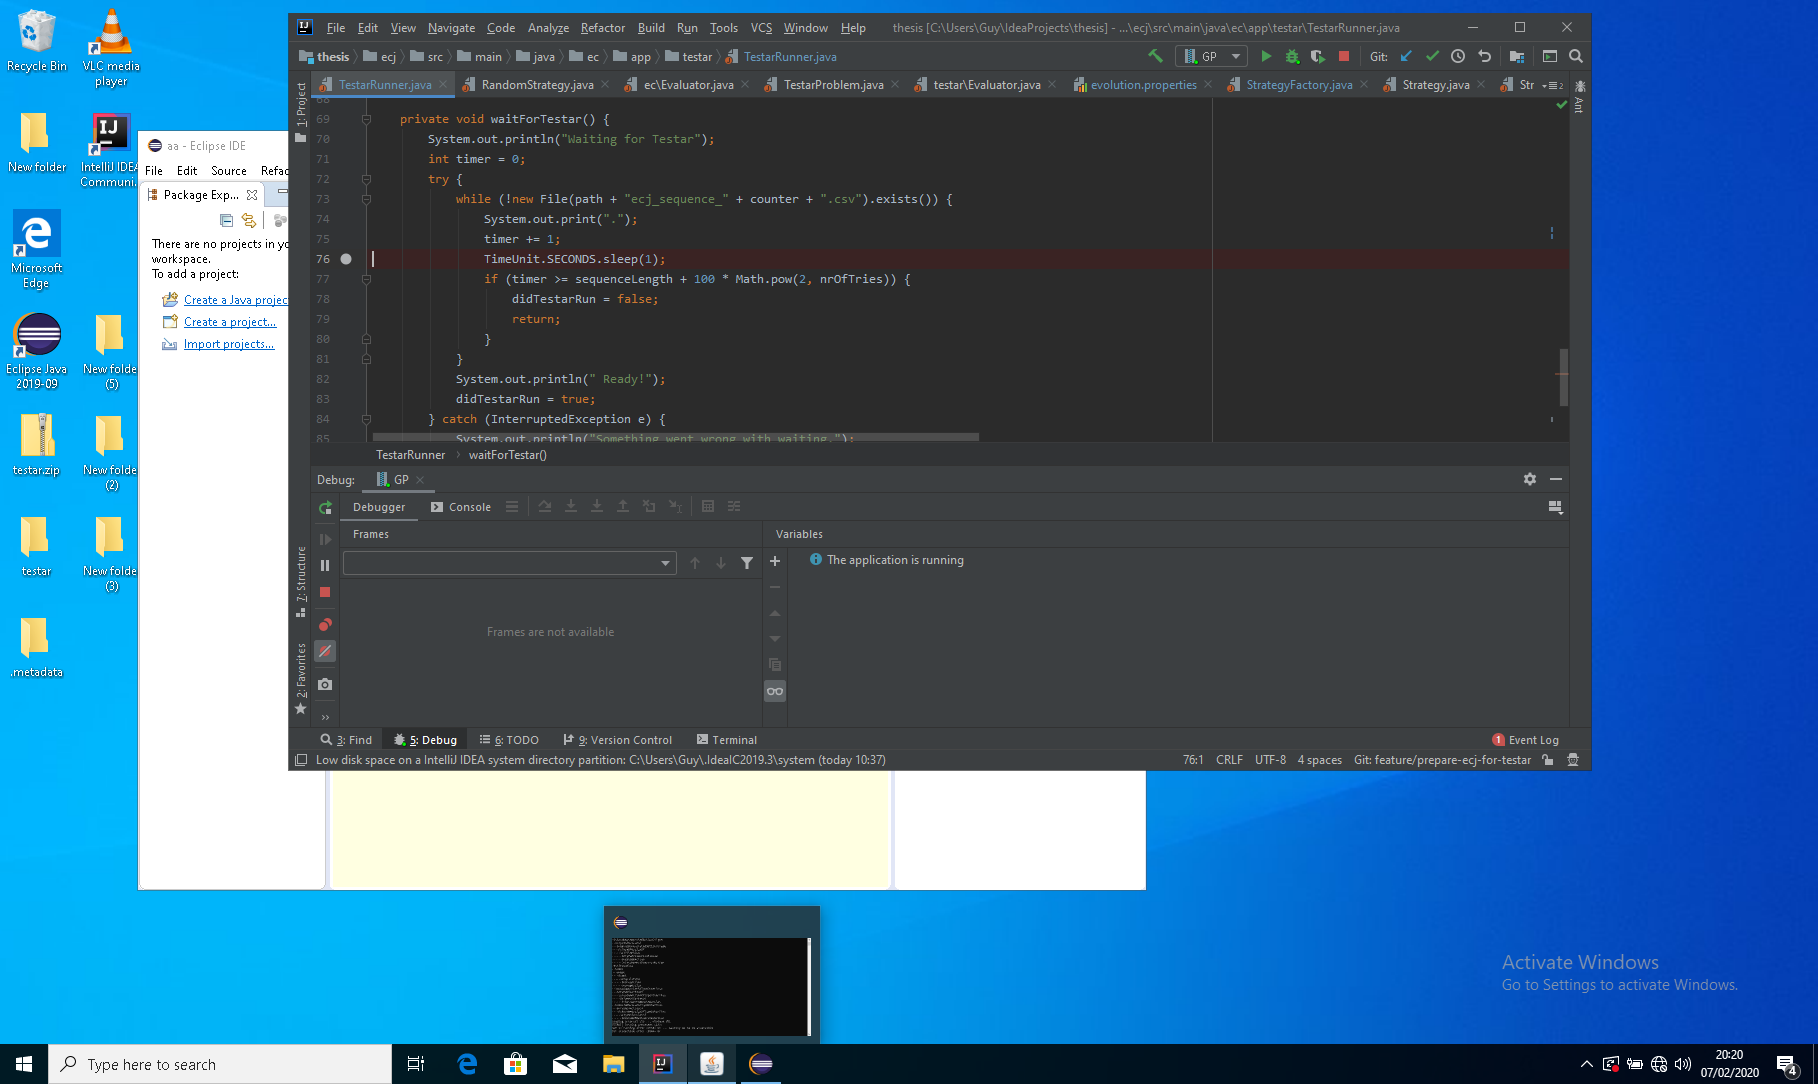 Recycle Bin
VLC media
player
New folder
IntelliJ IDEA
Communi...
Microsoft
Edge
Eclipse Java
2019-09
New folde
(5)
testar.zip
New folde
(2)
testar
New folde
(3)
.metadata
aa - Eclipse IDE
File Edit Source Refac
Package Exp...
There are no projects in yo
workspace.
To add a project:
Create a Java projec
Create a project...
Import projects...
File Edit View Navigate Code Analyze Refactor Build Run Tools VCS Window Help thesis [C:\Users\Guy\IdeaProjects\thesis] - ...\ecj\src\main\java\ec\app\testar\TestarRunner.java
thesis ecj src main java ec app testar TestarRunner.java GP Git:
TestarRunner.java RandomStrategy.java ec\Evaluator.java TestarProblem.java testar\Evaluator.java evolution.properties StrategyFactory.java Strategy.java Str
1: Project
Ant
68
69 private void waitForTestar() {
70 System.out.println("Waiting for Testar");
71 int timer = 0;
72 try {
73 while (!new File(path + "ecj_sequence_" + counter + ".csv").exists()) {
74 System.out.print(".");
75 timer += 1;
76 TimeUnit.SECONDS.sleep(1);
77 if (timer >= sequenceLength + 100 * Math.pow(2, nrOfTries)) {
78 didTestarRun = false;
79 return;
80 }
81 }
82 System.out.println(" Ready!");
83 didTestarRun = true;
84 } catch (InterruptedException e) {
85 System.out.println("Something went wrong with waiting.");
TestarRunner waitForTestar()
Debug: GP
Debugger Console
Frames Variables
The application is running
Frames are not available
7: Structure
2: Favorites
3: Find 5: Debug 6: TODO 9: Version Control Terminal 1 Event Log
Low disk space on a IntelliJ IDEA system directory partition: C:\Users\Guy\.IdeaIC2019.3\system (today 10:37) 76:1 CRLF UTF-8 4 spaces Git: feature/prepare-ecj-for-testar
Activate Windows
Go to Settings to activate Windows.
Type here to search
20:20
07/02/2020
4